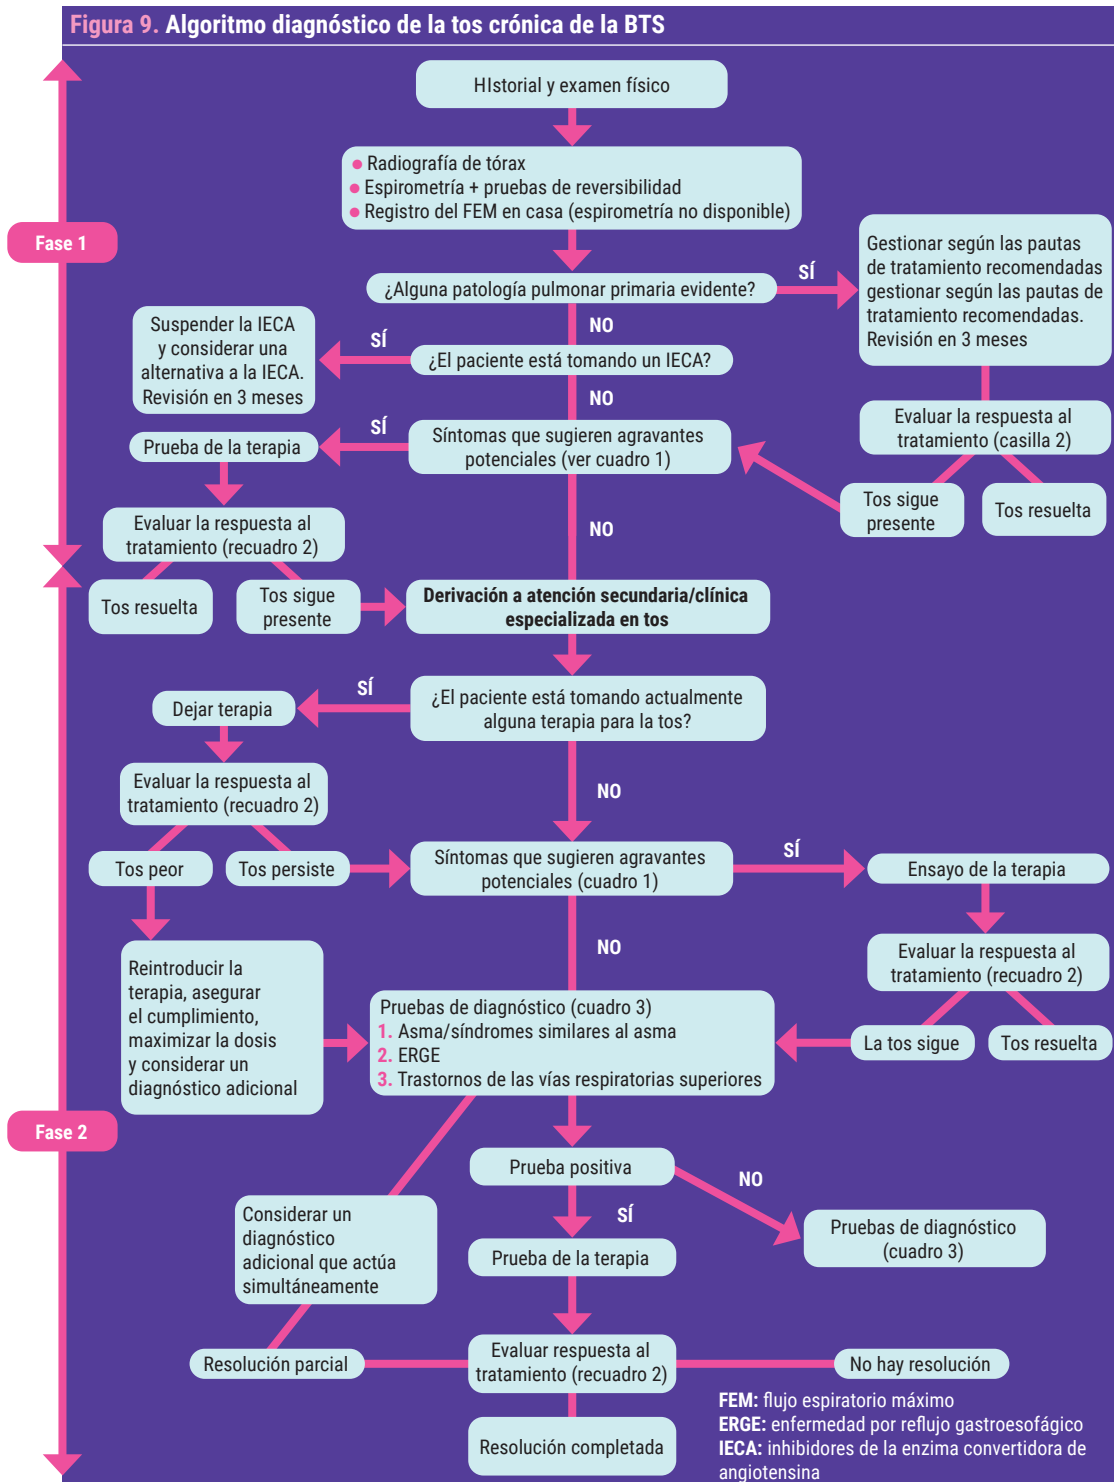 Figura 9. Algoritmo diagnóstico de la tos crónica de la BTS
HIstorial y examen físico
Radiografía de tórax
Espirometría + pruebas de reversibilidad
Registro del FEM en casa (espirometría no disponible)
Fase 1
¿Alguna patología pulmonar primaria evidente?
SÍ
Gestionar según las pautas
de tratamiento recomendadas
gestionar según las pautas de
tratamiento recomendadas.
Revisión en 3 meses
NO
¿El paciente está tomando un IECA?
SÍ
Suspender la IECA
y considerar una
alternativa a la IECA.
Revisión en 3 meses
NO
Evaluar la respuesta al
tratamiento (casilla 2)
Síntomas que sugieren agravantes
potenciales (ver cuadro 1)
SÍ
Prueba de la terapia
Tos sigue
presente
Tos resuelta
Evaluar la respuesta al
tratamiento (recuadro 2)
NO
Tos resuelta
Tos sigue
presente
Derivación a atención secundaria/clínica
especializada en tos
¿El paciente está tomando actualmente
alguna terapia para la tos?
SÍ
Dejar terapia
Evaluar la respuesta al
tratamiento (recuadro 2)
NO
Tos peor
Tos persiste
Síntomas que sugieren agravantes
potenciales (cuadro 1)
SÍ
Ensayo de la terapia
NO
Evaluar la respuesta al
tratamiento (recuadro 2)
Reintroducir la
terapia, asegurar
el cumplimiento,
maximizar la dosis
y considerar un
diagnóstico adicional
Pruebas de diagnóstico (cuadro 3)
1. Asma/síndromes similares al asma
2. ERGE
3. Trastornos de las vías respiratorias superiores
La tos sigue
Tos resuelta
Fase 2
Prueba positiva
NO
SÍ
Pruebas de diagnóstico
(cuadro 3)
Considerar un
diagnóstico
adicional que actúa
simultáneamente
Prueba de la terapia
Resolución parcial
Evaluar respuesta al
tratamiento (recuadro 2)
No hay resolución
Resolución completada
FEM: flujo espiratorio máximo
ERGE: enfermedad por reflujo gastroesofágico
IECA: inhibidores de la enzima convertidora de
angiotensina